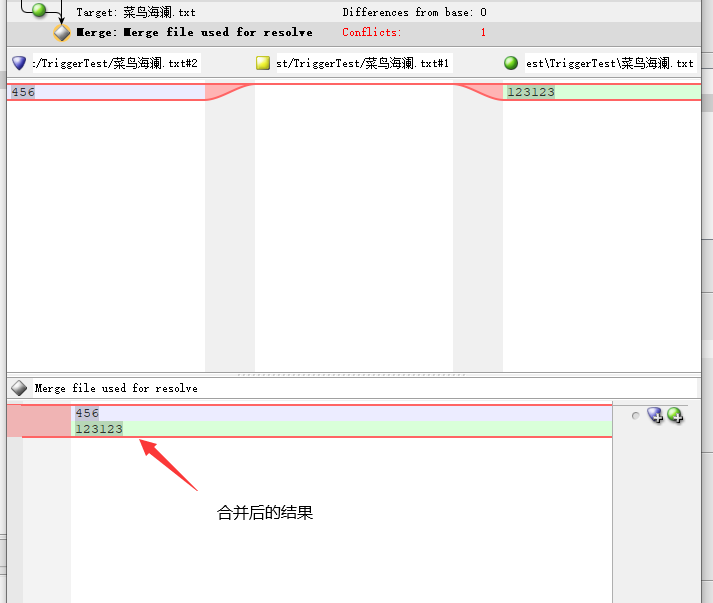 Target: 菜鸟海澜.txt Differences from base: 0
Merge: Merge file used for resolve Conflicts: 1
:/TriggerTest/菜鸟海澜.txt#2 st/TriggerTest/菜鸟海澜.txt#1 est\TriggerTest\菜鸟海澜.txt
456 123123
Merge file used for resolve
456
123123
合并后的结果